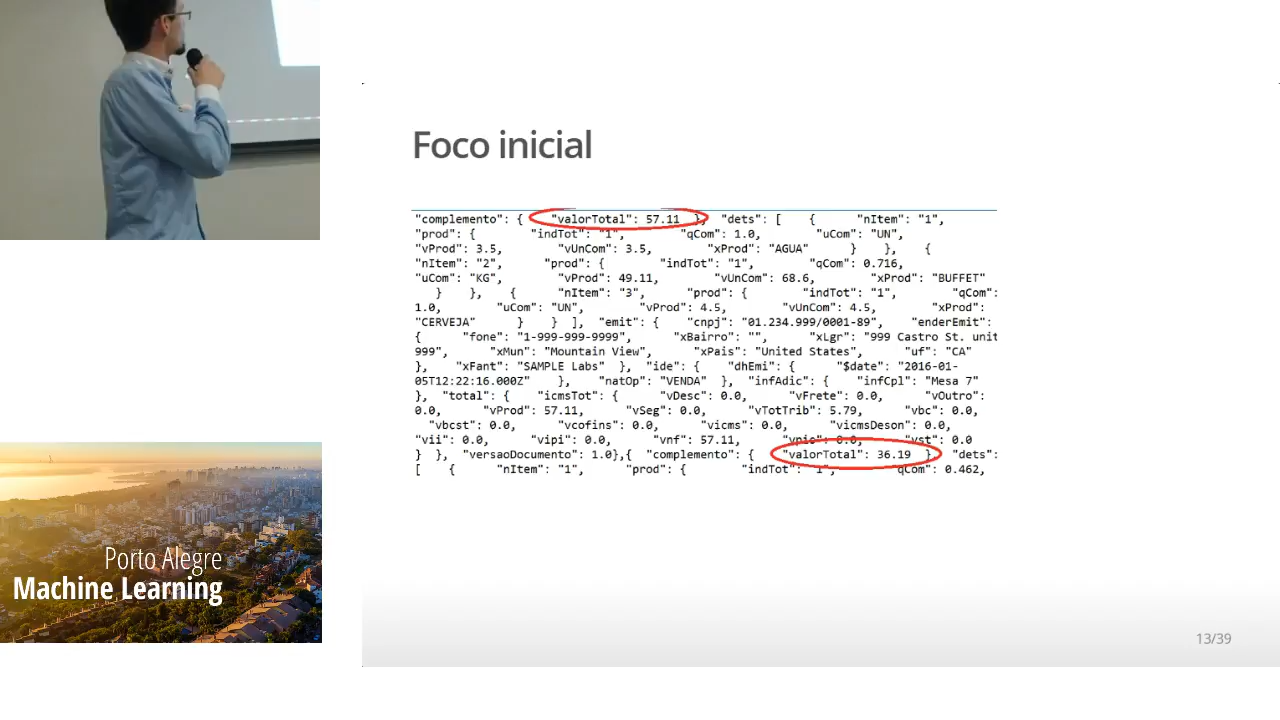 Foco inicial
"complemento": { "valorTotal": 57.11 }, "dets": [ { "nItem": "1",
"prod": { "indTot": "1", "qCom": 1.0, "uCom": "UN",
"vProd": 3.5, "vUnCom": 3.5, "xProd": "AGUA" } }, {
"nItem": "2", "prod": { "indTot": "1", "qCom": 0.716,
"uCom": "KG", "vProd": 49.11, "vUnCom": 68.6, "xProd": "BUFFET"
} }, { "nItem": "3", "prod": { "indTot": "1", "qCom":
1.0, "uCom": "UN", "vProd": 4.5, "vUnCom": 4.5, "xProd":
"CERVEJA" } } ], "emit": { "cnpj": "01.234.999/0001-89", "enderEmit":
{ "fone": "1-999-999-9999", "xBairro": "", "xLgr": "999 Castro St. unit
999", "xMun": "Mountain View", "xPais": "United States", "uf": "CA"
}, "xFant": "SAMPLE Labs" }, "ide": { "dhEmi": { "$date": "2016-01-
05T12:22:16.000Z" }, "natOp": "VENDA" }, "infAdic": { "infCpl": "Mesa 7"
}, "total": { "icmsTot": { "vDesc": 0.0, "vFrete": 0.0, "vOutro":
0.0, "vProd": 57.11, "vSeg": 0.0, "vTotTrib": 5.79, "vbc": 0.0,
"vbcst": 0.0, "vcofins": 0.0, "vicms": 0.0, "vicmsDeson": 0.0,
"vii": 0.0, "vipi": 0.0, "vnf": 57.11, "vpis": 0.0, "vst": 0.0
} }, "versaoDocumento": 1.0},{ "complemento": { "valorTotal": 36.19 }, "dets":
[ { "nItem": "1", "prod": { "indTot": "1", "qCom": 0.462,
Porto Alegre
Machine Learning
13/39